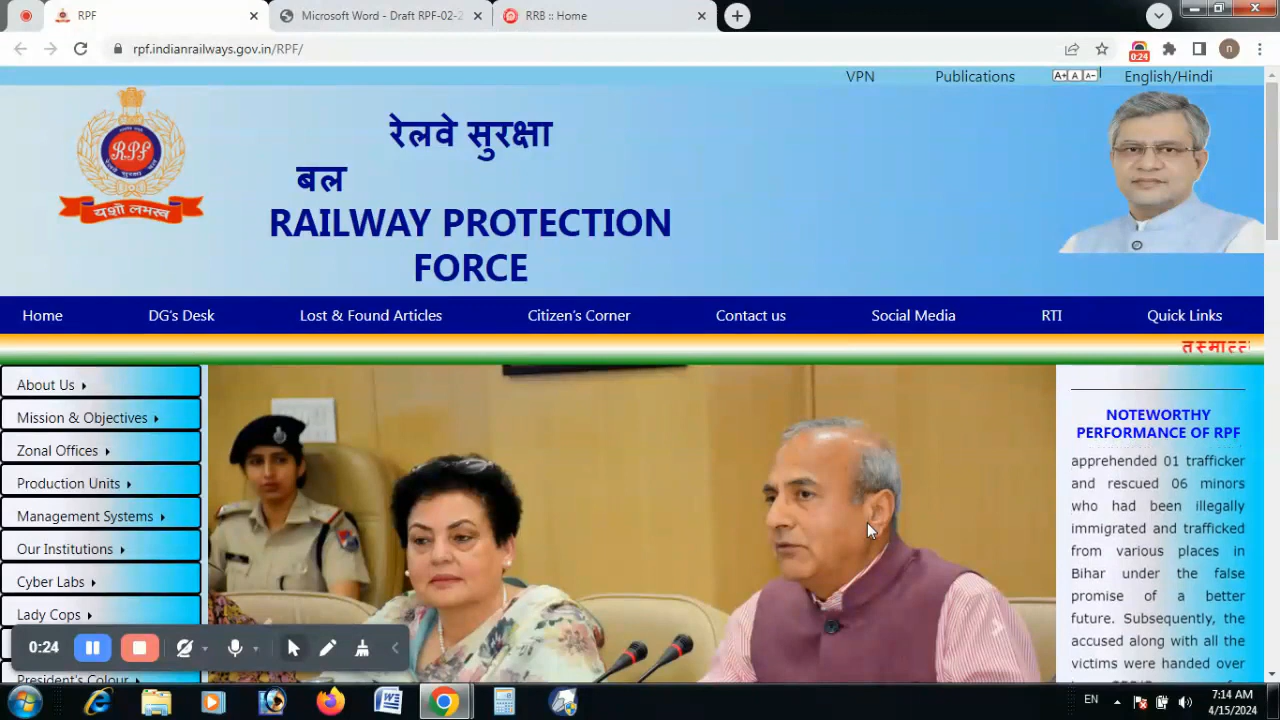 RPF
Microsoft Word - Draft RPF-02-2
RRB :: Home
rpf.indianrailways.gov.in/RPF/
0:24
n
VPN
Publications
A+ A A-
English/Hindi
RPF
यशो लभस्व
रेलवे सुरक्षा
बल
RAILWAY PROTECTION
FORCE
Home
DG's Desk
Lost & Found Articles
Citizen's Corner
Contact us
Social Media
RTI
Quick Links
About Us
Mission & Objectives
Zonal Offices
Production Units
Management Systems
Our Institutions
Cyber Labs
Lady Cops
President's Colour
NOTEWORTHY
PERFORMANCE OF RPF
apprehended 01 trafficker
and rescued 06 minors
who had been illegally
immigrated and trafficked
from various places in
Bihar under the false
promise of a better
future. Subsequently, the
accused along with all the
victims were handed over
0:24
EN
7:14 AM
4/15/2024